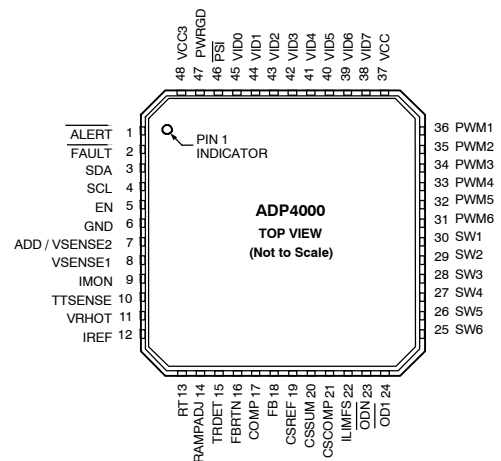 48 VCC3
47 PWRGD
46 PSI
45 VID0
44 VID1
43 VID2
42 VID3
41 VID4
40 VID5
39 VID6
38 VID7
37 VCC
ALERT 1
FAULT 2
SDA 3
SCL 4
EN 5
GND 6
ADD / VSENSE2 7
VSENSE1 8
IMON 9
TTSENSE 10
VRHOT 11
IREF 12
PIN 1
INDICATOR
ADP4000
TOP VIEW
(Not to Scale)
36 PWM1
35 PWM2
34 PWM3
33 PWM4
32 PWM5
31 PWM6
30 SW1
29 SW2
28 SW3
27 SW4
26 SW5
25 SW6
RT 13
RAMPADJ 14
TRDET 15
FBRTN 16
COMP 17
FB 18
CSREF 19
CSSUM 20
CSCOMP 21
ILIMFS 22
ODN 23
OD1 24